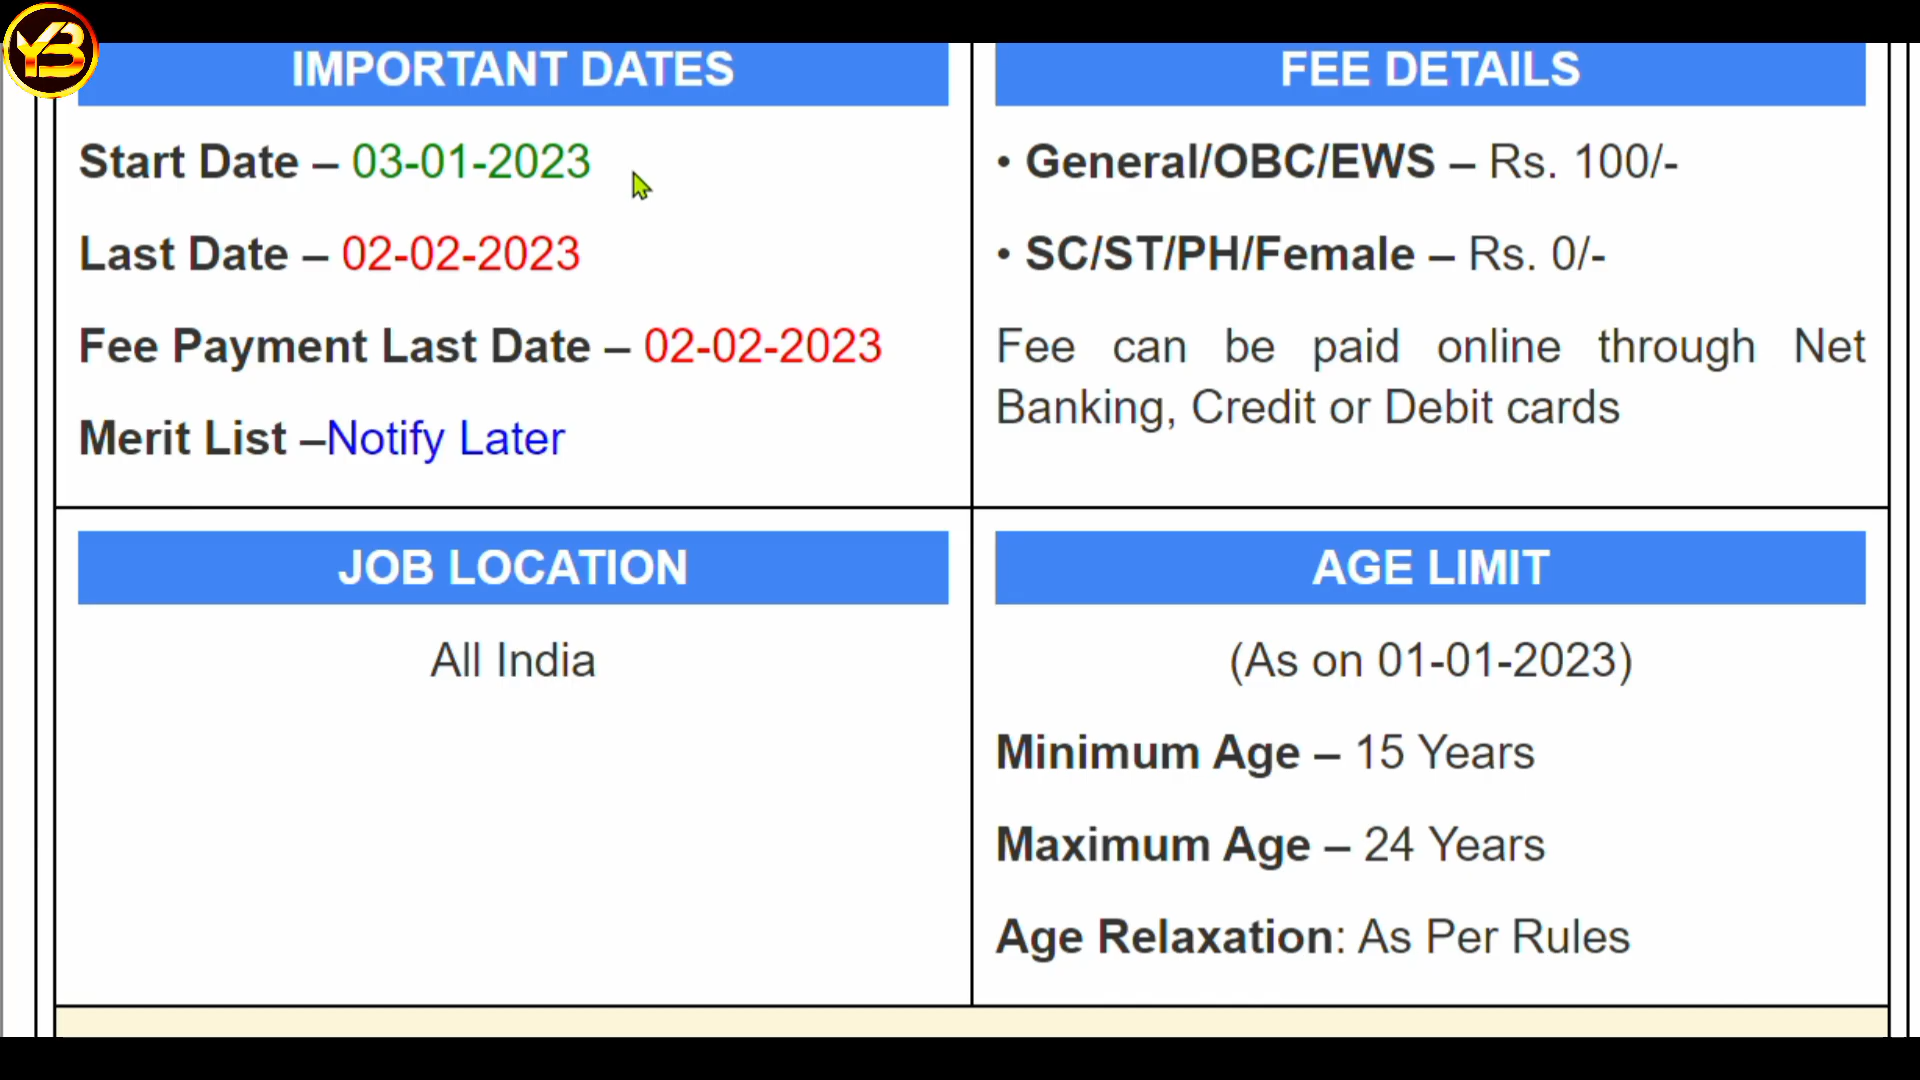 YB
IMPORTANT DATES
Start Date – 03-01-2023
Last Date – 02-02-2023
Fee Payment Last Date – 02-02-2023
Merit List –Notify Later
FEE DETAILS
• General/OBC/EWS – Rs. 100/-
• SC/ST/PH/Female – Rs. 0/-
Fee can be paid online through Net
Banking, Credit or Debit cards
JOB LOCATION
All India
AGE LIMIT
(As on 01-01-2023)
Minimum Age – 15 Years
Maximum Age – 24 Years
Age Relaxation: As Per Rules